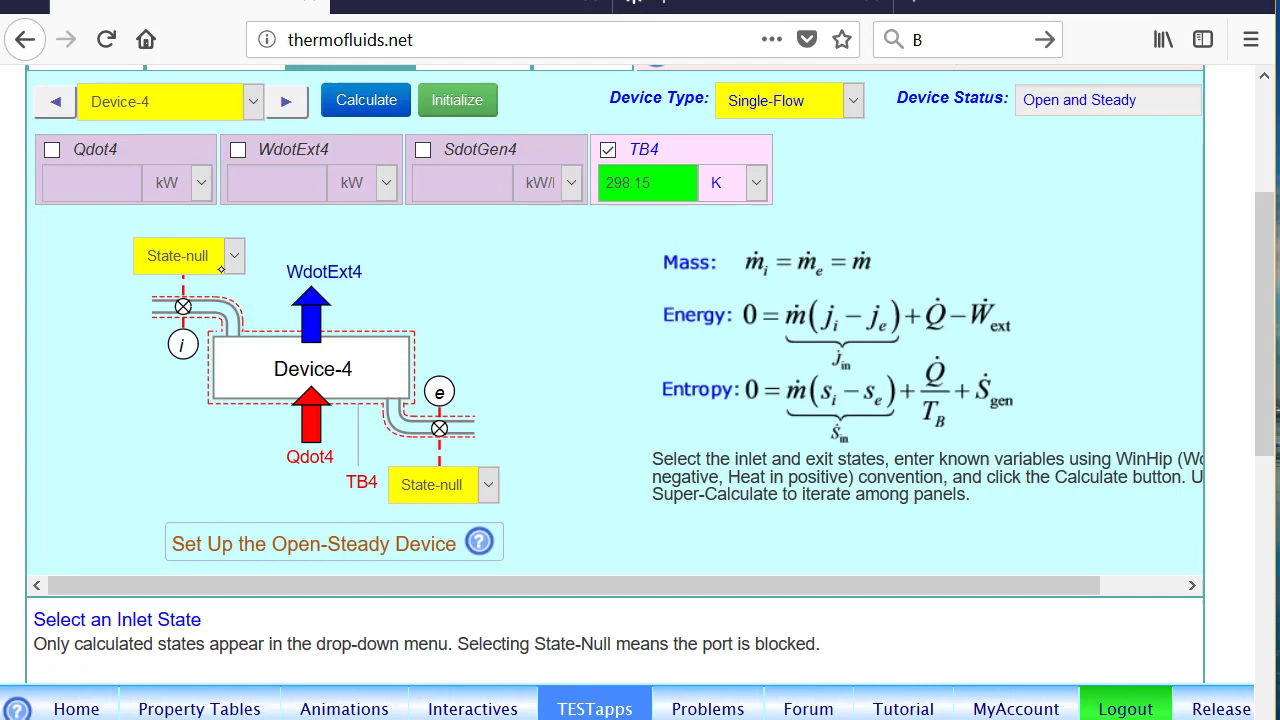 thermofluids.net
B
Device-4
Calculate
Initialize
Device Type:
Single-Flow
Device Status:
Open and Steady
Qdot4
WdotExt4
SdotGen4
TB4
kW
kW
298.15
K
State-null
WdotExt4
i
Device-4
e
Qdot4
TB4
State-null
Mass: ṁᵢ = ṁₑ = ṁ
Energy: 0 = ṁ(jᵢ − jₑ) + Q̇ − Ẇext
J̇in
Entropy: 0 = ṁ(sᵢ − sₑ) + Q̇/T_B + Ṡgen
Ṡin
Select the inlet and exit states, enter known variables using WinHip
negative, Heat in positive) convention, and click the Calculate button.
Super-Calculate to iterate among panels.
Set Up the Open-Steady Device ?
Select an Inlet State
Only calculated states appear in the drop-down menu. Selecting State-Null means the port is blocked.
? Home Property Tables Animations Interactives TESTapps Problems Forum Tutorial MyAccount Logout Release